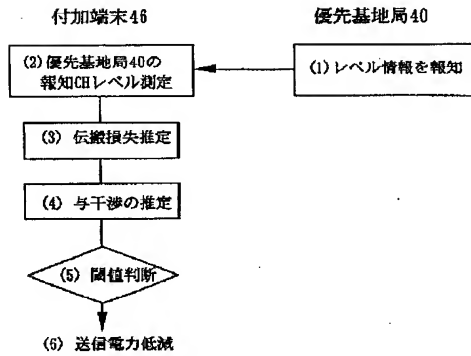 付加端末46
優先基地局40
(2)優先基地局40の
報知CHレベル測定
(1)レベル情報を報知
(3) 伝搬損失推定
(4) 与干渉の推定
(5) 閾値判断
(6) 送信電力低減